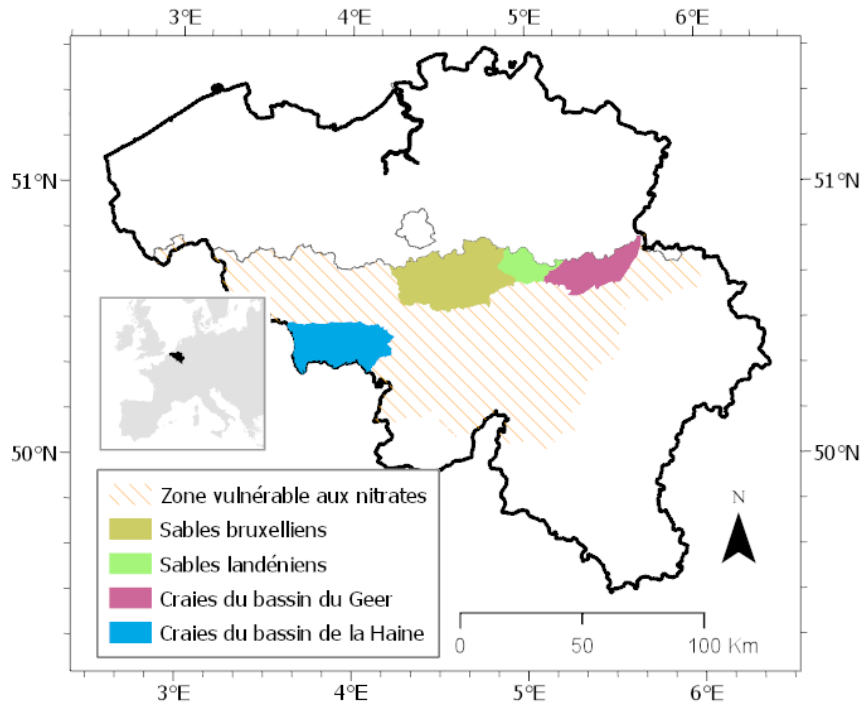 3°E 4°E 5°E 6°E
51°N 51°N
50°N 50°N
Zone vulnérable aux nitrates
Sables bruxelliens
Sables landéniens
Craies du bassin du Geer
Craies du bassin de la Haine
N
0 50 100 Km
3°E 4°E 5°E 6°E